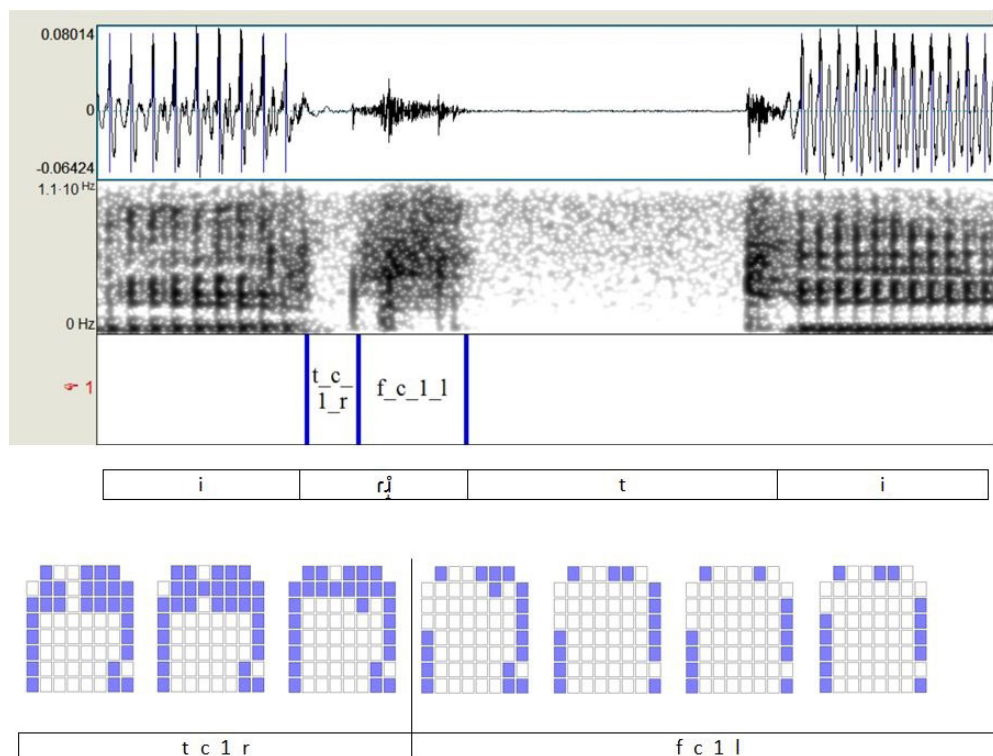 0.08014
0
-0.06424
1.1·10 Hz
0 Hz
1
t_c_
1_r
f_c_1_l
i
t
i
t c 1 r
f c 1 l